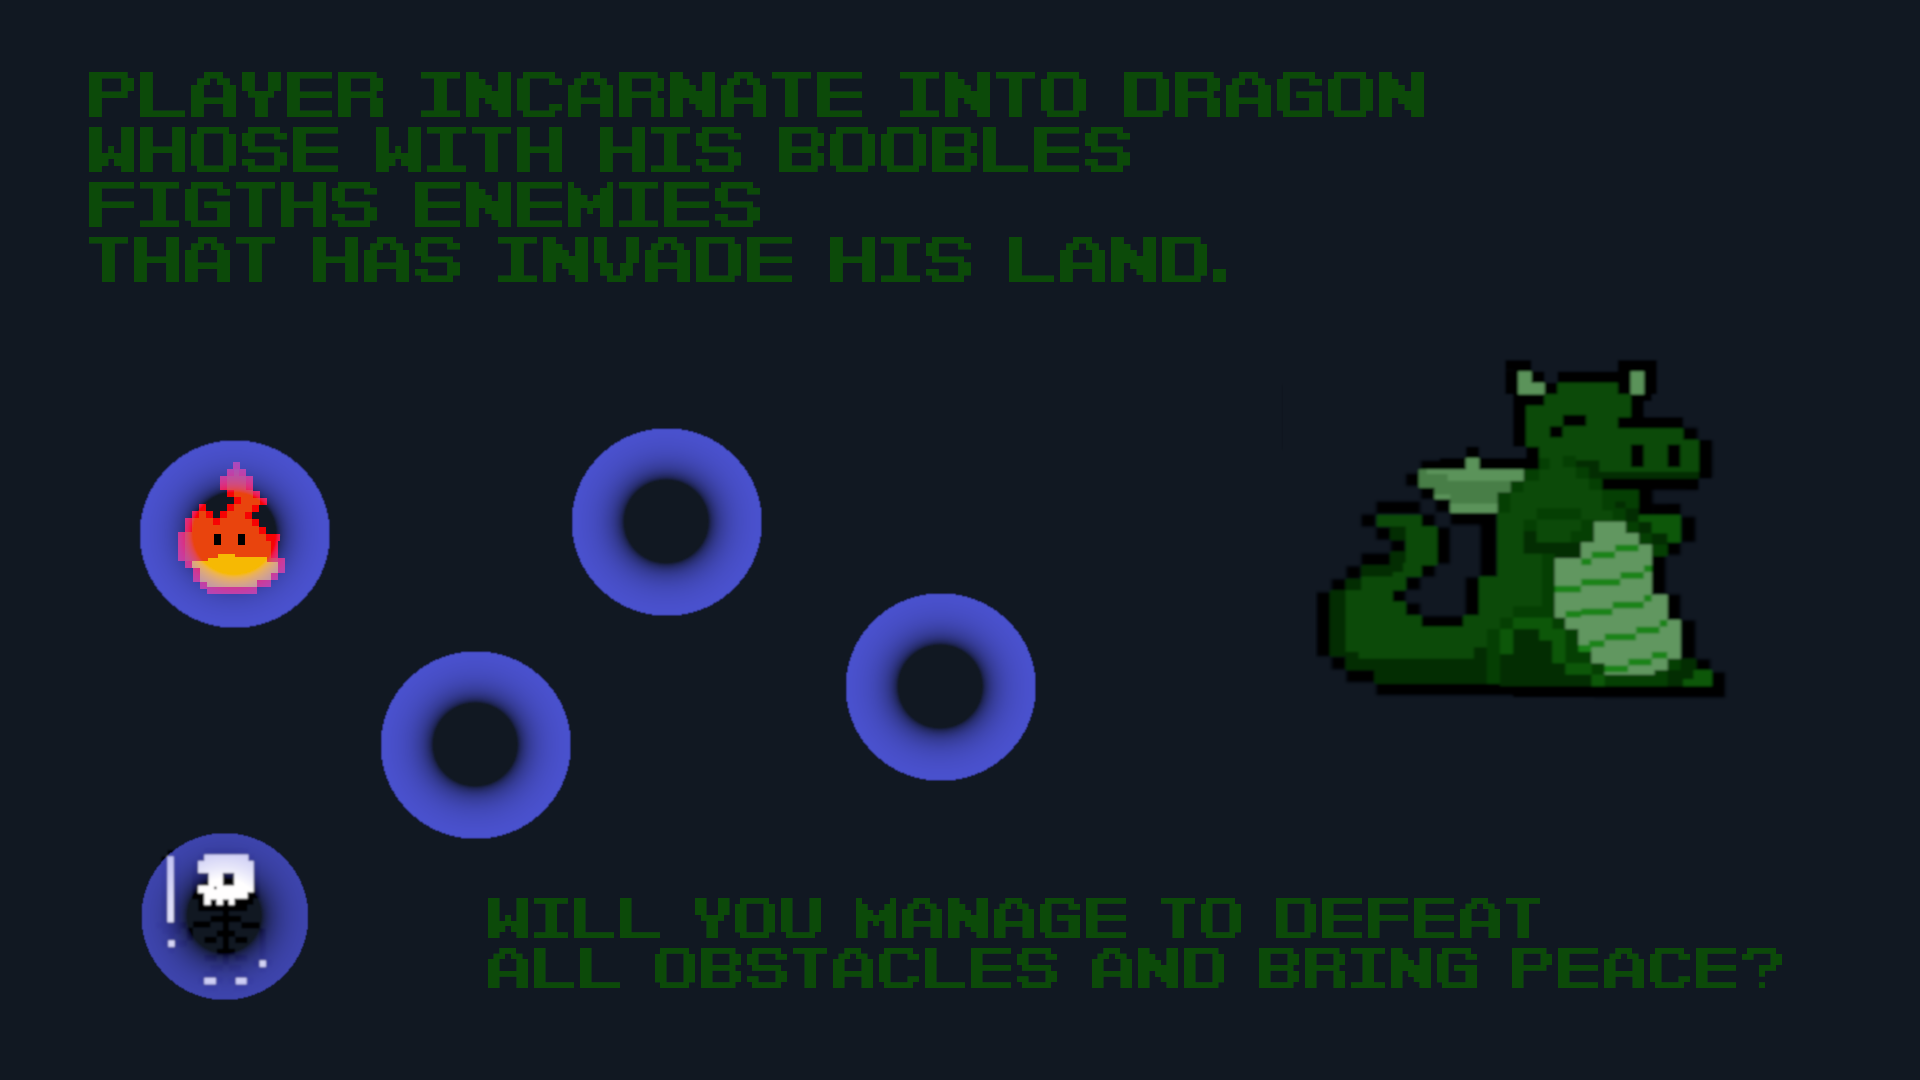 PLAYER INCARNATE INTO DRAGON
WHOSE WITH HIS BOOBLES
FIGTHS ENEMIES
THAT HAS INVADE HIS LAND.
WILL YOU MANAGE TO DEFEAT
ALL OBSTACLES AND BRING PEACE?